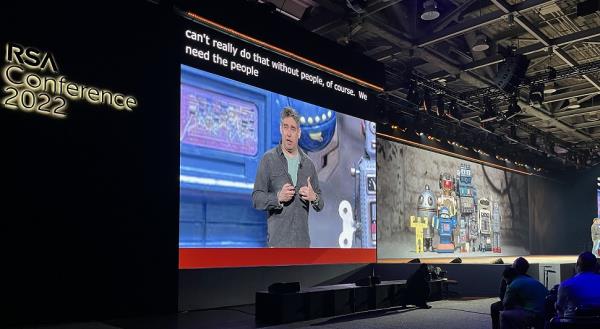 RSA
Conference
2022
can't really do that without people, of course. We
need the people